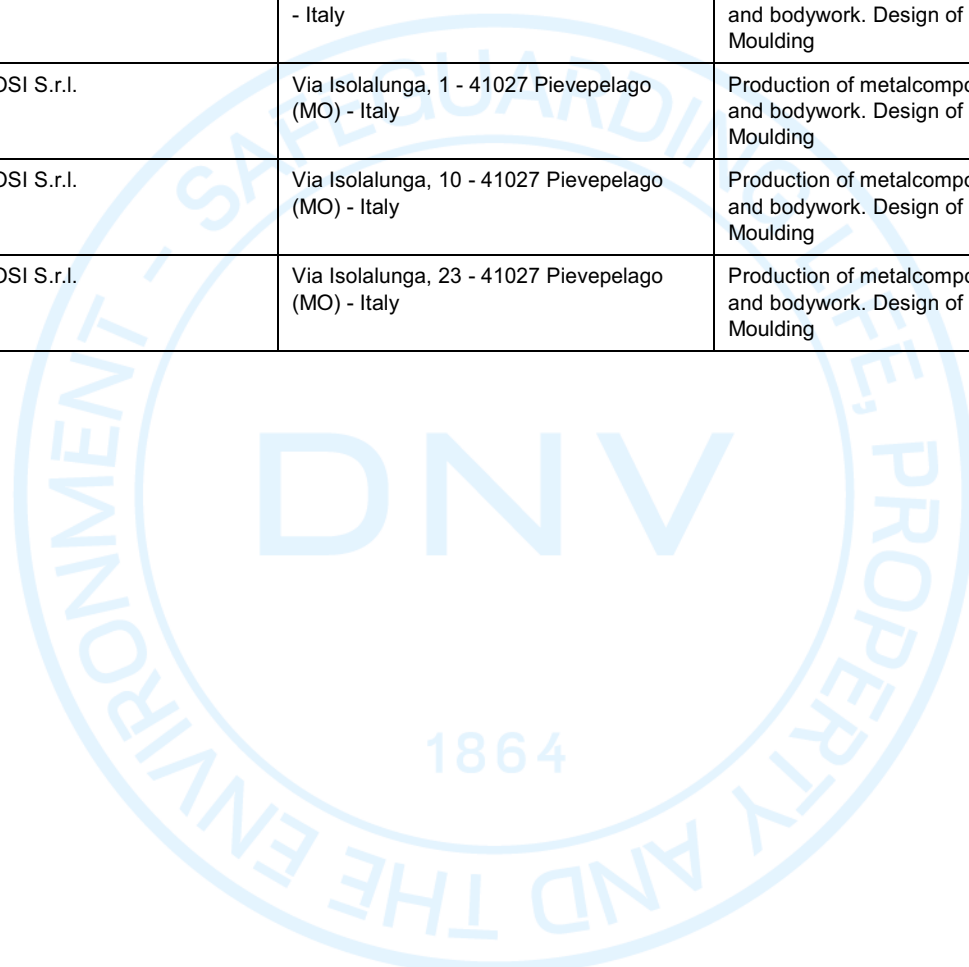 - Italy
and bodywork. Design of
Moulding
OSI S.r.l.
Via Isolalunga, 1 - 41027 Pievepelago
(MO) - Italy
Production of metalcompo
and bodywork. Design of
Moulding
OSI S.r.l.
Via Isolalunga, 10 - 41027 Pievepelago
(MO) - Italy
Production of metalcompo
and bodywork. Design of
Moulding
OSI S.r.l.
Via Isolalunga, 23 - 41027 Pievepelago
(MO) - Italy
Production of metalcompo
and bodywork. Design of
Moulding
SAFEGUARDING LIFE, PROPERTY AND THE ENVIRONMENT -
DNV
1864